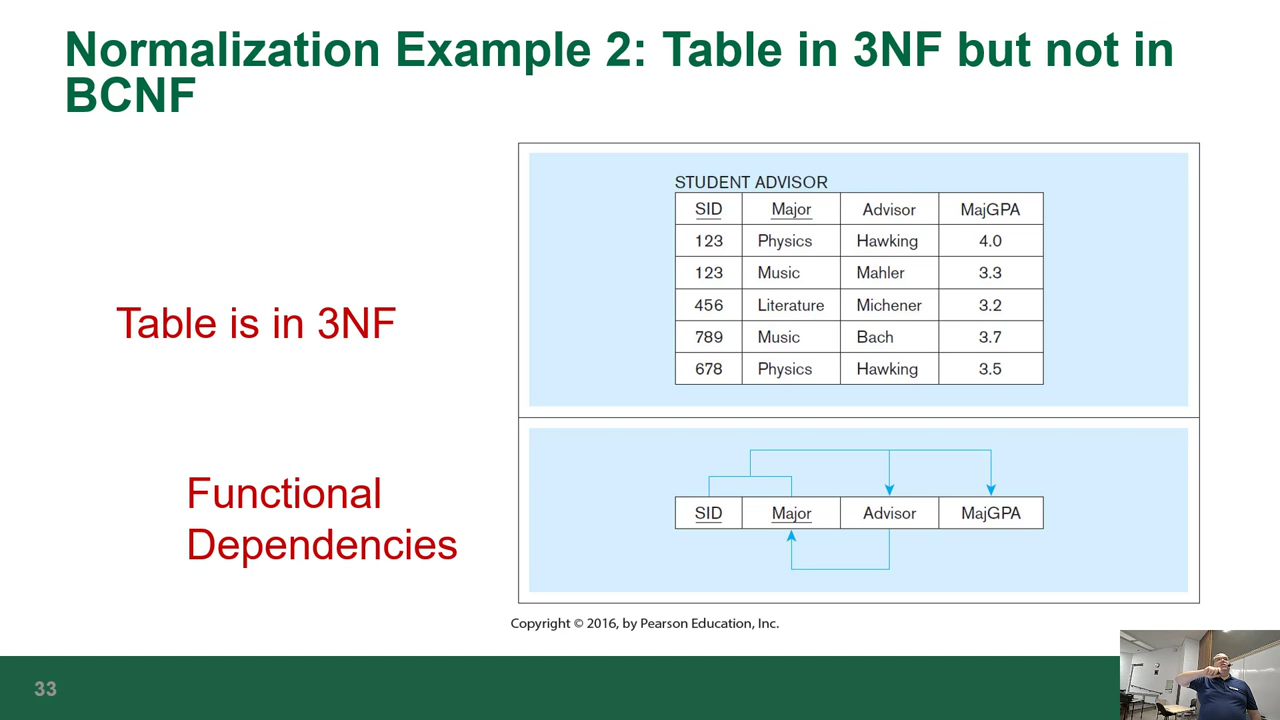 Normalization Example 2: Table in 3NF but not in
BCNF
STUDENT ADVISOR
SID Major Advisor MajGPA
123 Physics Hawking 4.0
123 Music Mahler 3.3
456 Literature Michener 3.2
789 Music Bach 3.7
678 Physics Hawking 3.5
Table is in 3NF
Functional
Dependencies
SID Major Advisor MajGPA
Copyright © 2016, by Pearson Education, Inc.
33